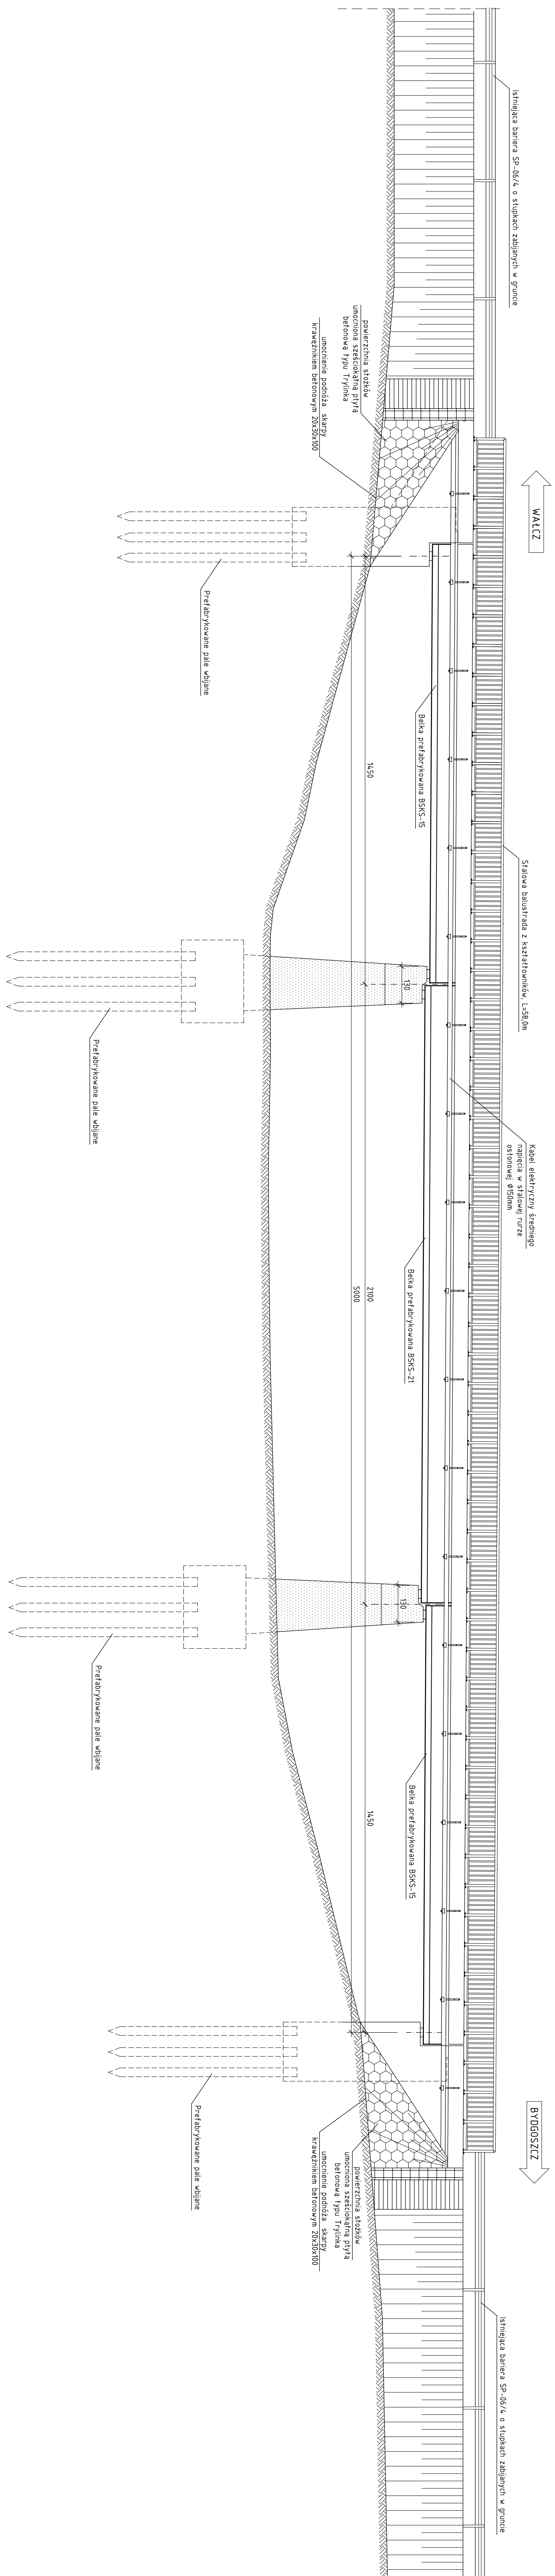 Istniejąca bariera SP-06/4 o słupkach zabijanych w gruncie
powierzchnia stożków
umocniona sześciokątną płytą
betonową typu Trylinka
umocnienie podnóża skarpy
krawężnikiem betonowym 20x30x100
WAŁCZ
Prefabrykowane pale wbijane
Belka prefabrykowana BSKS-15
1450
Stalowa balustrada z kształtowników, L=58,0m
130
Prefabrykowane pale wbijane
Kabel elektryczny średniego
napięcia w stalowej rurze
osłonowej Ø150mm
Belka prefabrykowana BSKS-21
2100
5000
130
Prefabrykowane pale wbijane
Belka prefabrykowana BSKS-15
1450
BYDGOSZCZ
Prefabrykowane pale wbijane
powierzchnia stożków
umocniona sześciokątną płytą
betonową typu Trylinka
umocnienie podnóża skarpy
krawężnikiem betonowym 20x30x100
Istniejąca bariera SP-06/4 o słupkach zabijanych w gruncie